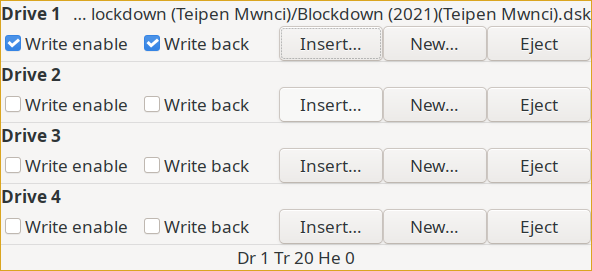 Drive 1 ... lockdown (Teipen Mwnci)/Blockdown (2021)(Teipen Mwnci).dsk
Write enable Write back Insert... New... Eject
Drive 2
Write enable Write back Insert... New... Eject
Drive 3
Write enable Write back Insert... New... Eject
Drive 4
Write enable Write back Insert... New... Eject
Dr 1 Tr 20 He 0